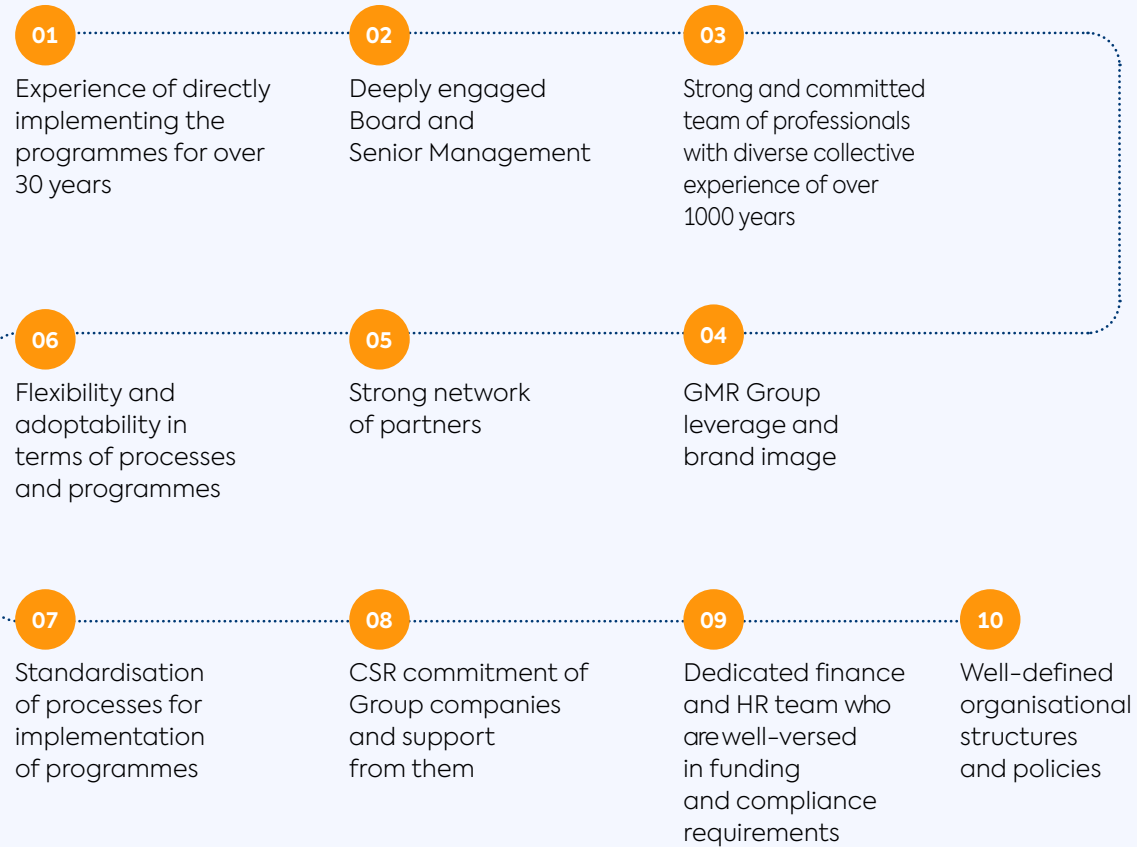 01
Experience of directly
implementing the
programmes for over
30 years
02
Deeply engaged
Board and
Senior Management
03
Strong and committed
team of professionals
with diverse collective
experience of over
1000 years
04
GMR Group
leverage and
brand image
05
Strong network
of partners
06
Flexibility and
adoptability in
terms of processes
and programmes
07
Standardisation
of processes for
implementation
of programmes
08
CSR commitment of
Group companies
and support
from them
09
Dedicated finance
and HR team who
are well-versed
in funding
and compliance
requirements
10
Well-defined
organisational
structures
and policies